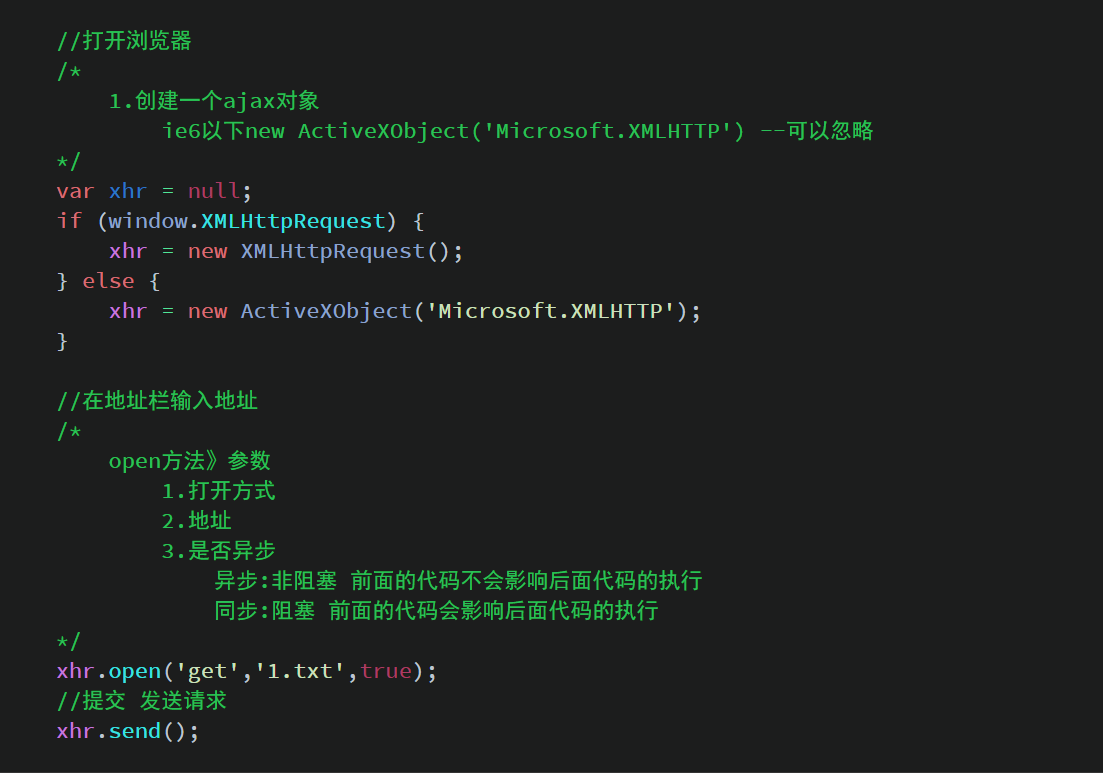 //打开浏览器
/*
    1.创建一个ajax对象
        ie6以下new ActiveXObject('Microsoft.XMLHTTP') --可以忽略
*/
var xhr = null;
if (window.XMLHttpRequest) {
    xhr = new XMLHttpRequest();
} else {
    xhr = new ActiveXObject('Microsoft.XMLHTTP');
}

//在地址栏输入地址
/*
    open方法》参数
        1.打开方式
        2.地址
        3.是否异步
            异步:非阻塞 前面的代码不会影响后面代码的执行
            同步:阻塞 前面的代码会影响后面代码的执行
*/
xhr.open('get','1.txt',true);
//提交 发送请求
xhr.send();